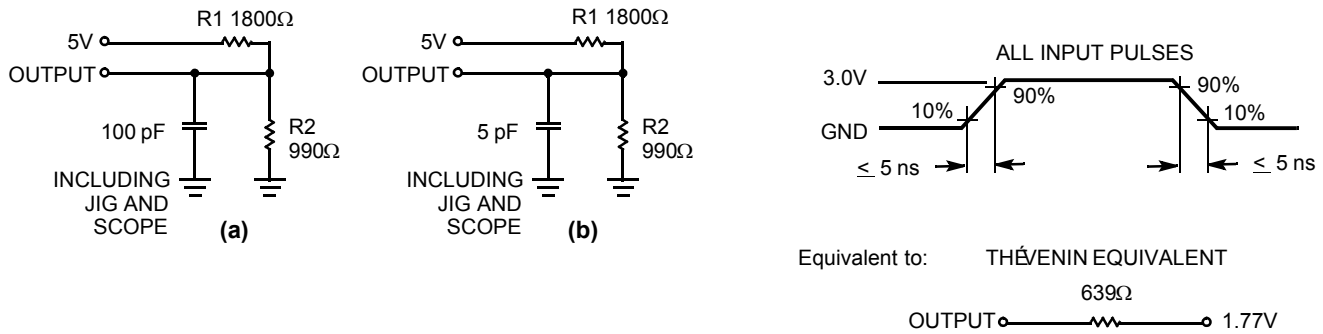 R1 1800Ω
5V
OUTPUT
100 pF
R2
990Ω
INCLUDING
JIG AND
SCOPE
(a)
R1 1800Ω
5V
OUTPUT
5 pF
R2
990Ω
INCLUDING
JIG AND
SCOPE
(b)
ALL INPUT PULSES
3.0V
90%
90%
10%
10%
GND
≤ 5 ns
≤ 5 ns
Equivalent to: THÉVENIN EQUIVALENT
639Ω
OUTPUT
1.77V